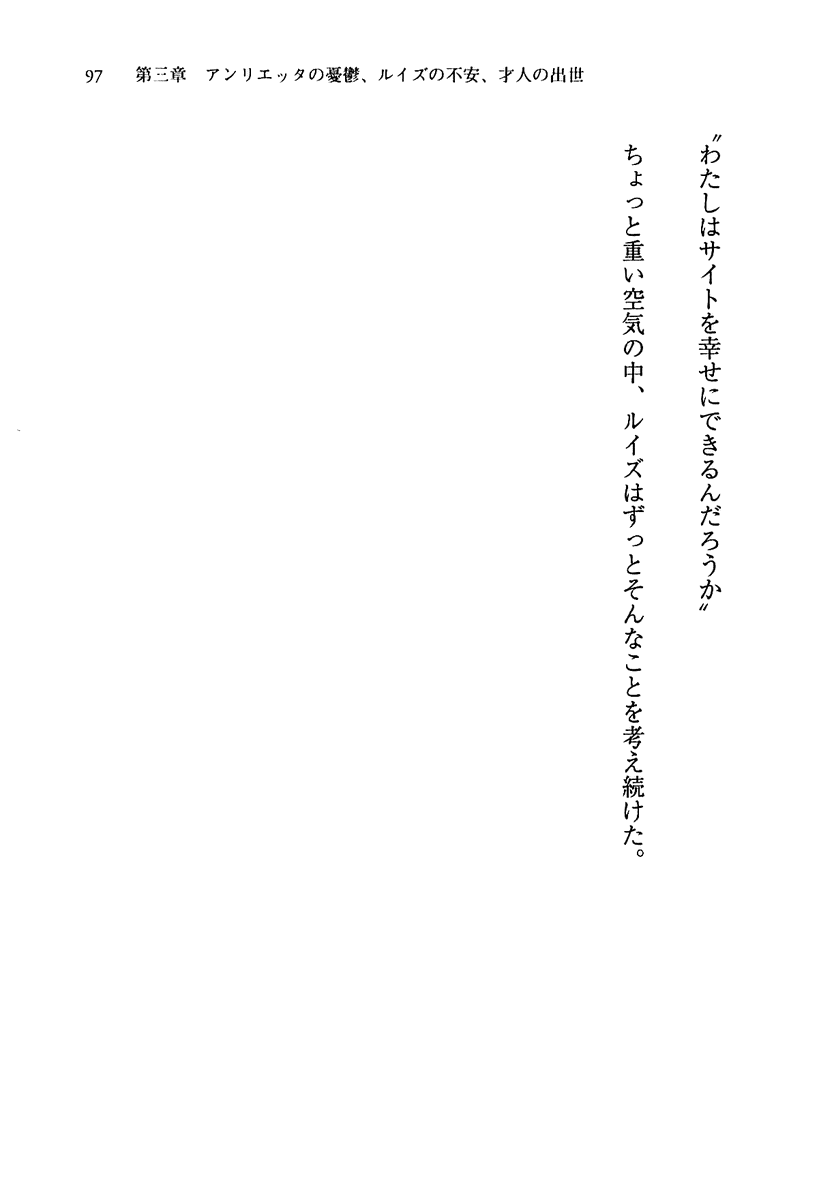 97 第三章 アンリエッタの憂鬱、ルイズの不安、才人の出世
〝わたしはサイトを幸せにできるんだろうか〟
ちょっと重い空気の中、ルイズはずっとそんなことを考え続けた。